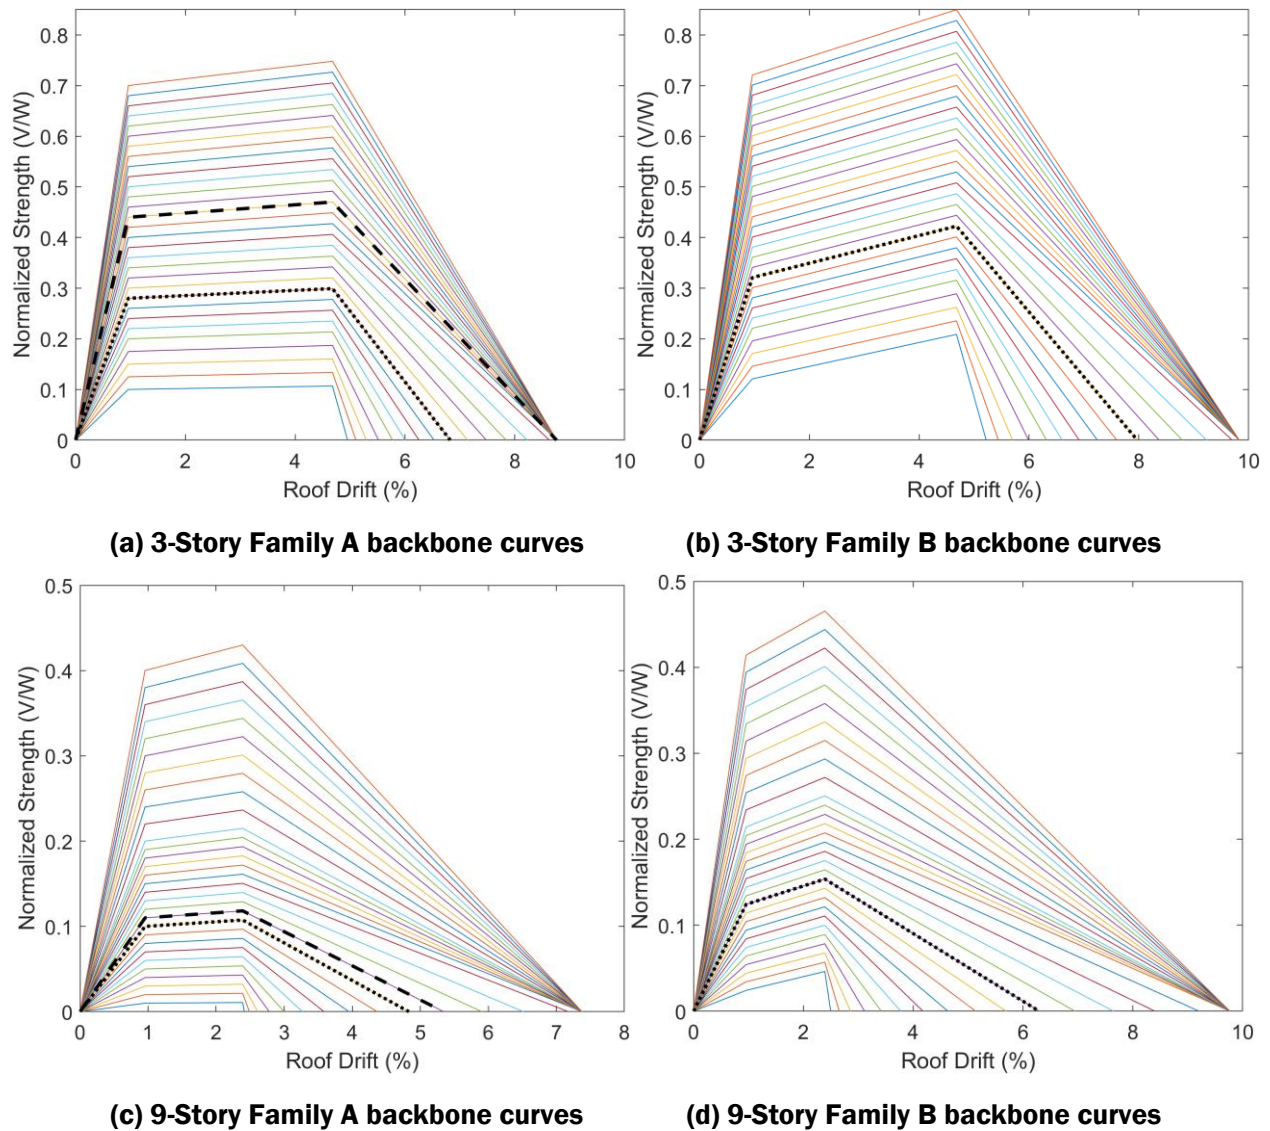 0.8
0.7
0.6
0.5
0.4
0.3
0.2
0.1
0
0 2 4 6 8 10
Normalized Strength (V/W)
Roof Drift (%)
(a) 3-Story Family A backbone curves
0.8
0.7
0.6
0.5
0.4
0.3
0.2
0.1
0
0 2 4 6 8 10
Normalized Strength (V/W)
Roof Drift (%)
(b) 3-Story Family B backbone curves
0.5
0.4
0.3
0.2
0.1
0
0 1 2 3 4 5 6 7 8
Normalized Strength (V/W)
Roof Drift (%)
(c) 9-Story Family A backbone curves
0.5
0.4
0.3
0.2
0.1
0
0 2 4 6 8 10
Normalized Strength (V/W)
Roof Drift (%)
(d) 9-Story Family B backbone curves